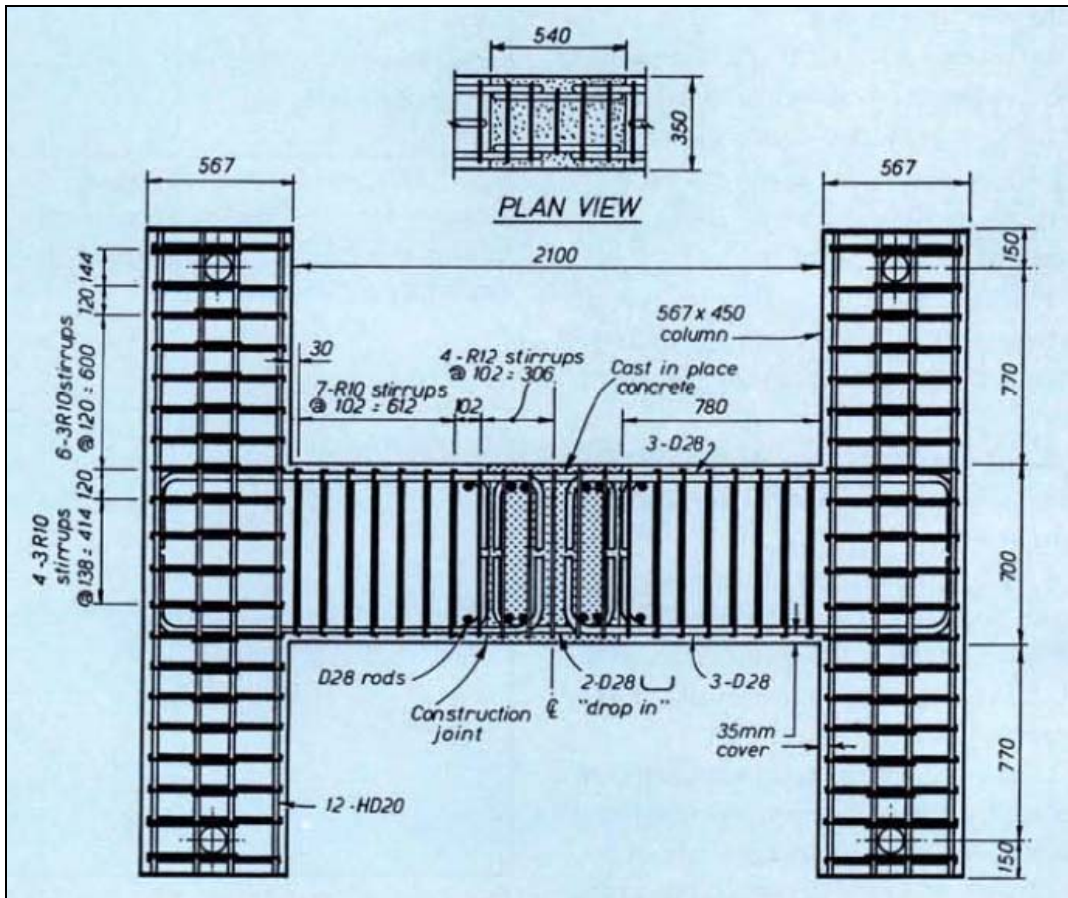 540
350
PLAN VIEW
567
567
2100
150
144
120
6-3R10 stirrups
@ 120 = 600
120
4-3R10
stirrups
@ 138 = 414
30
7-R10 stirrups
@ 102 = 612
102
4-R12 stirrups
@ 102 = 306
Cast in place
concrete
567 x 450
column
780
3-D28
770
700
D28 rods
Construction
joint
℄
2-D28
"drop in"
3-D28
35mm
cover
770
12-HD20
150